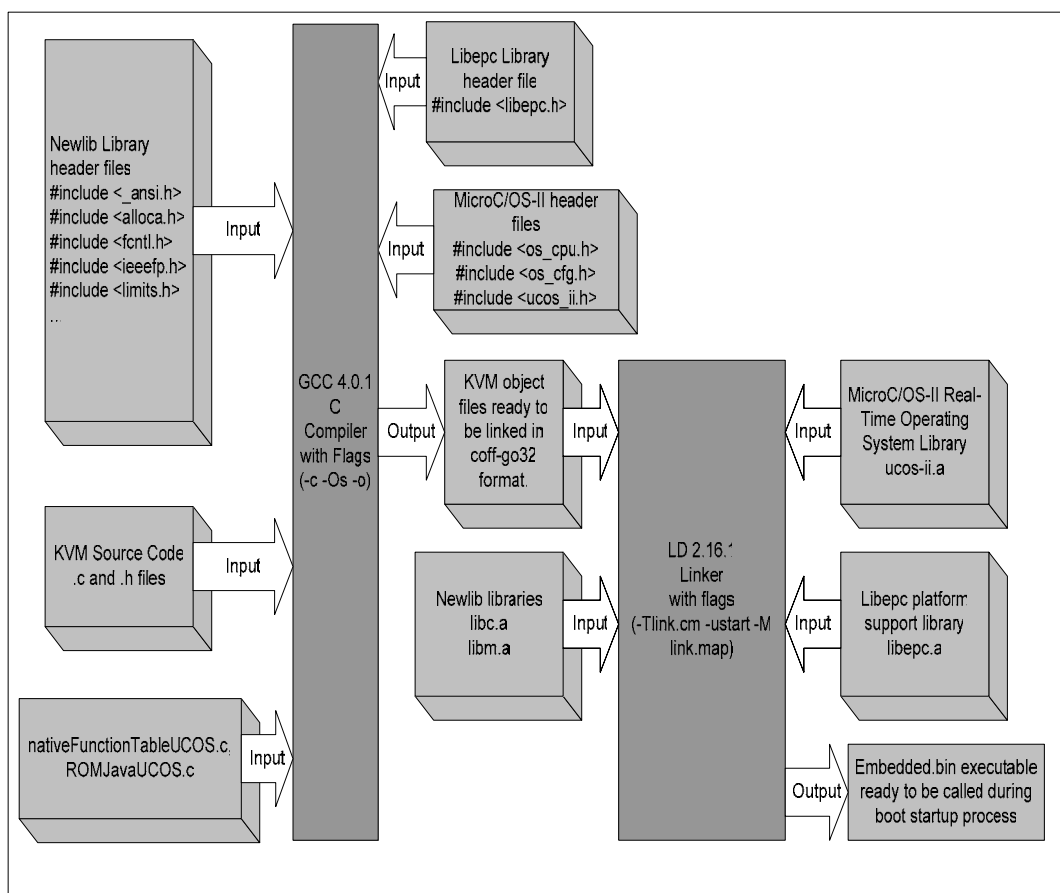 Newlib Library
header files
#include <_ansi.h>
#include <alloca.h>
#include <fcntl.h>
#include <ieeefp.h>
#include <limits.h>
...
Input
KVM Source Code
.c and .h files
Input
nativeFunctionTableUCOS.c,
ROMJavaUCOS.c
Input
GCC 4.0.1
C
Compiler
with Flags
(-c -Os -o)
Libepc Library
header file
#include <libepc.h>
Input
MicroC/OS-II header
files
#include <os_cpu.h>
#include <os_cfg.h>
#include <ucos_ii.h>
Input
Output
KVM object
files ready to
be linked in
coff-go32
format.
Input
Newlib libraries
libc.a
libm.a
Input
LD 2.16.1
Linker
with flags
(-Tlink.cm -ustart -M
link.map)
MicroC/OS-II Real-
Time Operating
System Library
ucos-ii.a
Input
Libepc platform
support library
libepc.a
Input
Output
Embedded.bin executable
ready to be called during
boot startup process